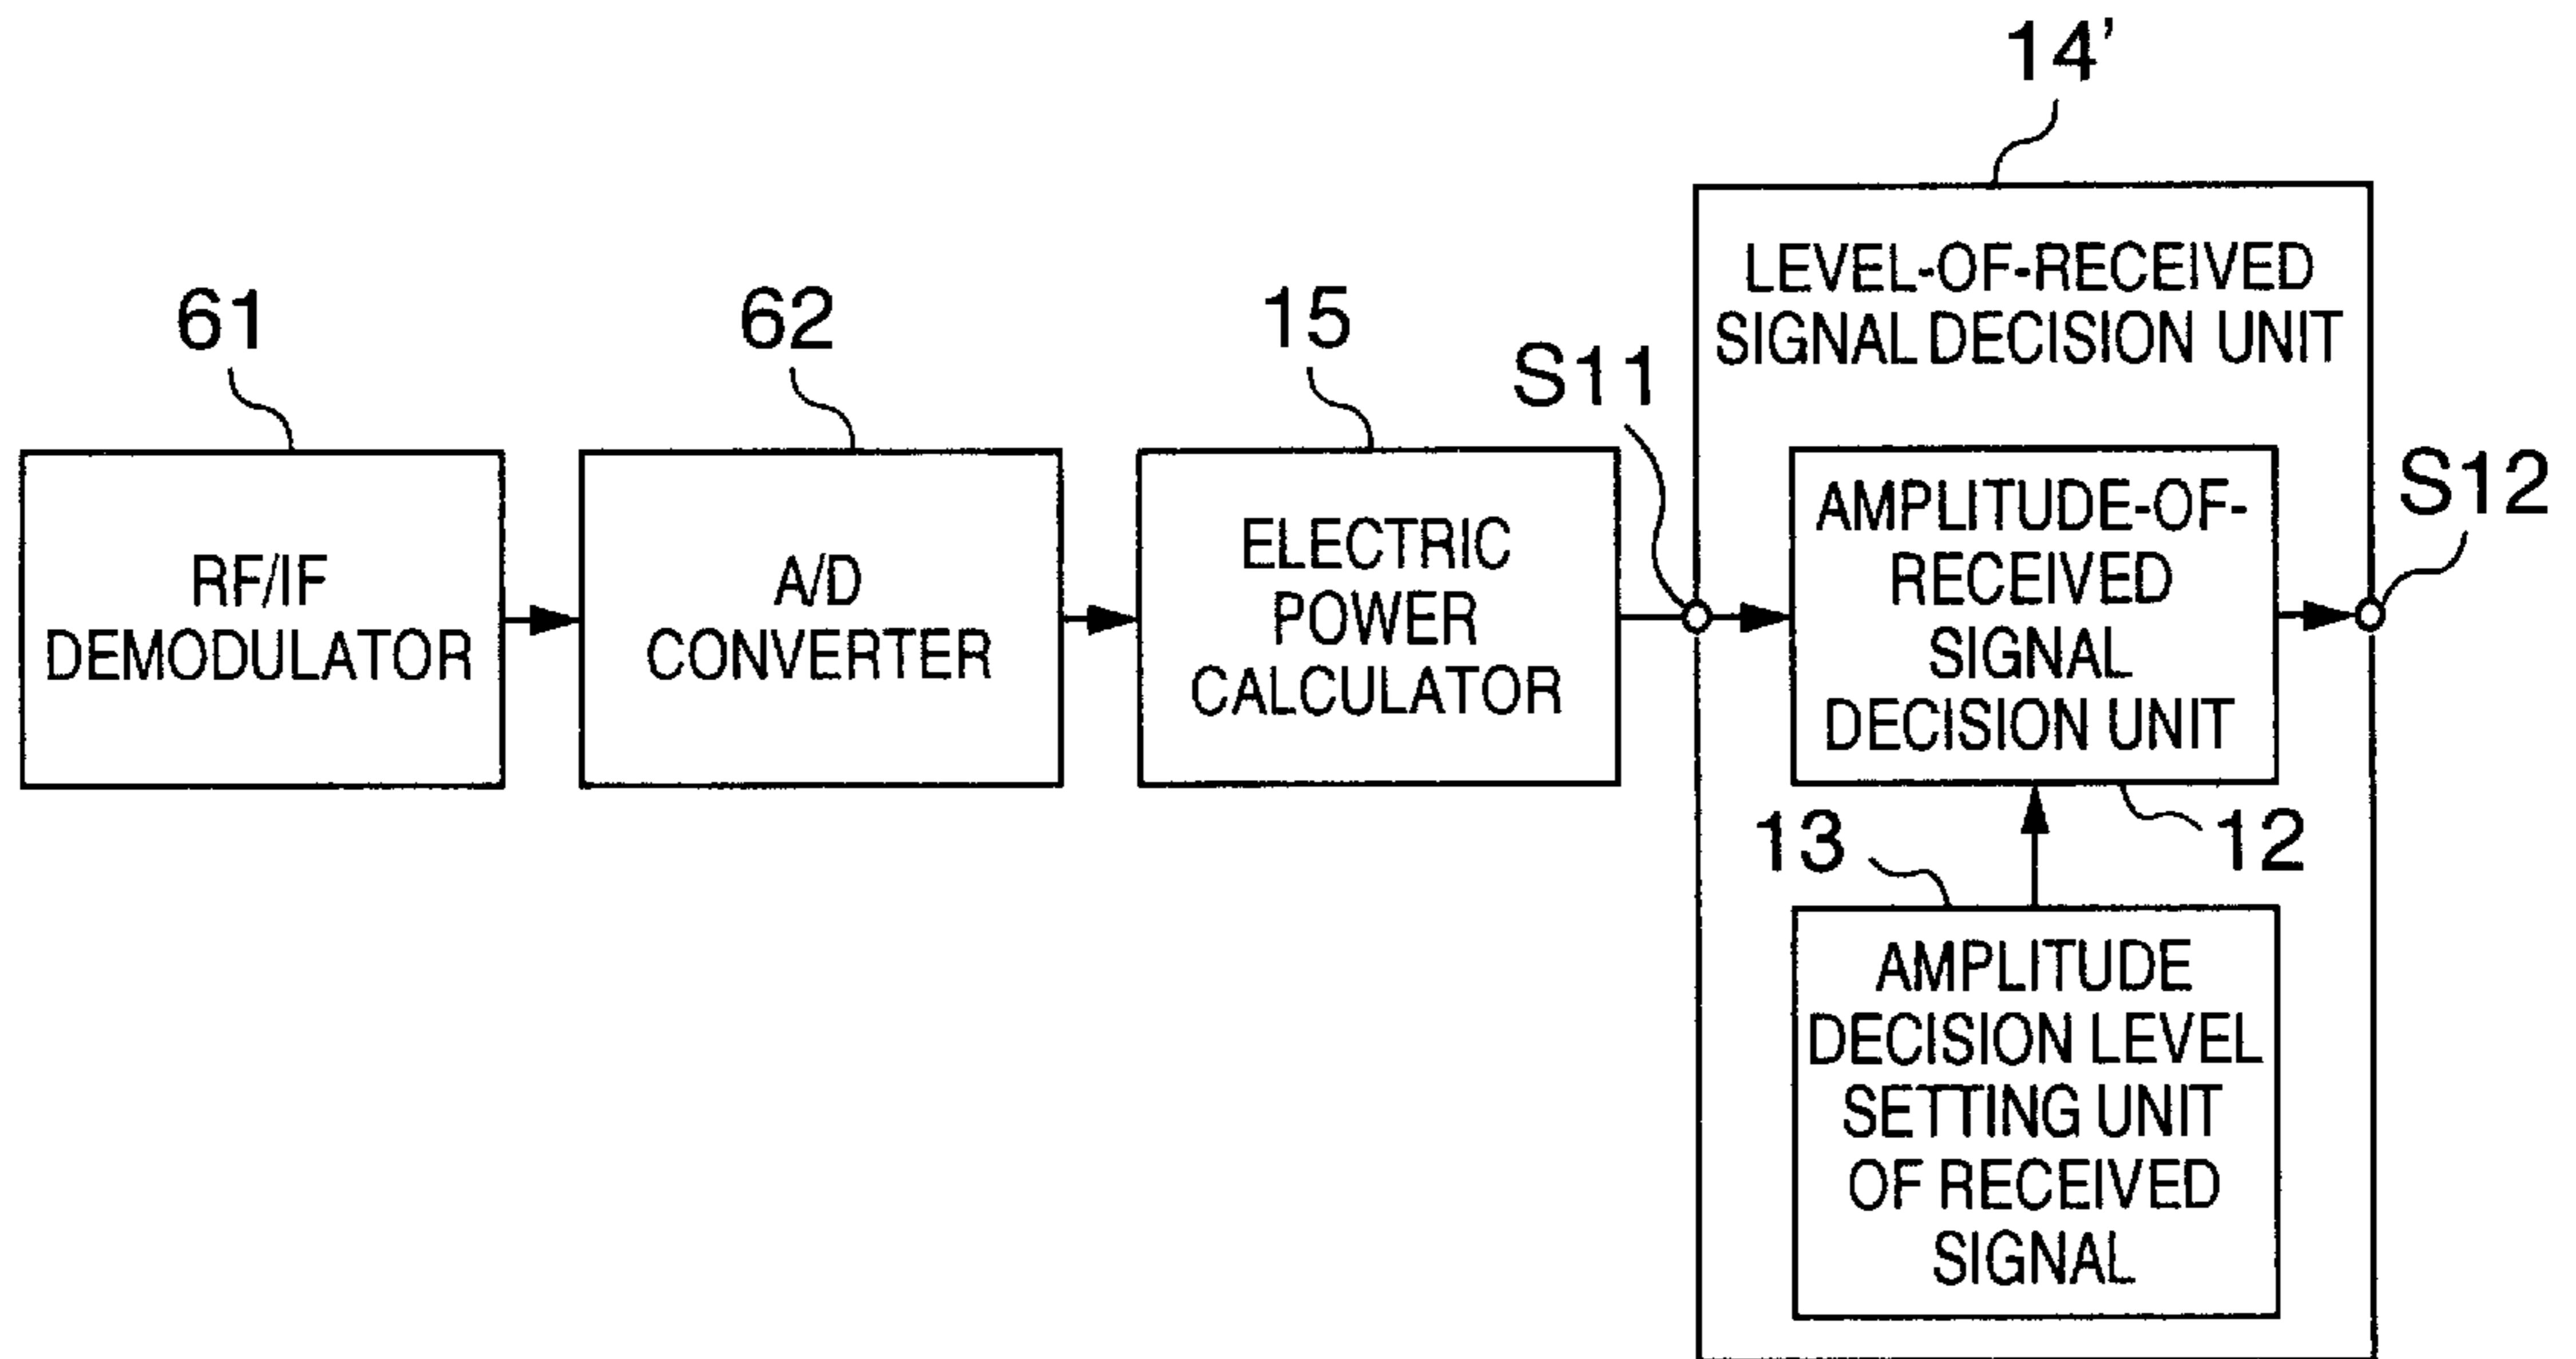 14'
LEVEL-OF-RECEIVED
SIGNAL DECISION UNIT
61
62
15
S11
S12
RF/IF
DEMODULATOR
A/D
CONVERTER
ELECTRIC
POWER
CALCULATOR
AMPLITUDE-OF-
RECEIVED
SIGNAL
DECISION UNIT
13
12
AMPLITUDE
DECISION LEVEL
SETTING UNIT
OF RECEIVED
SIGNAL